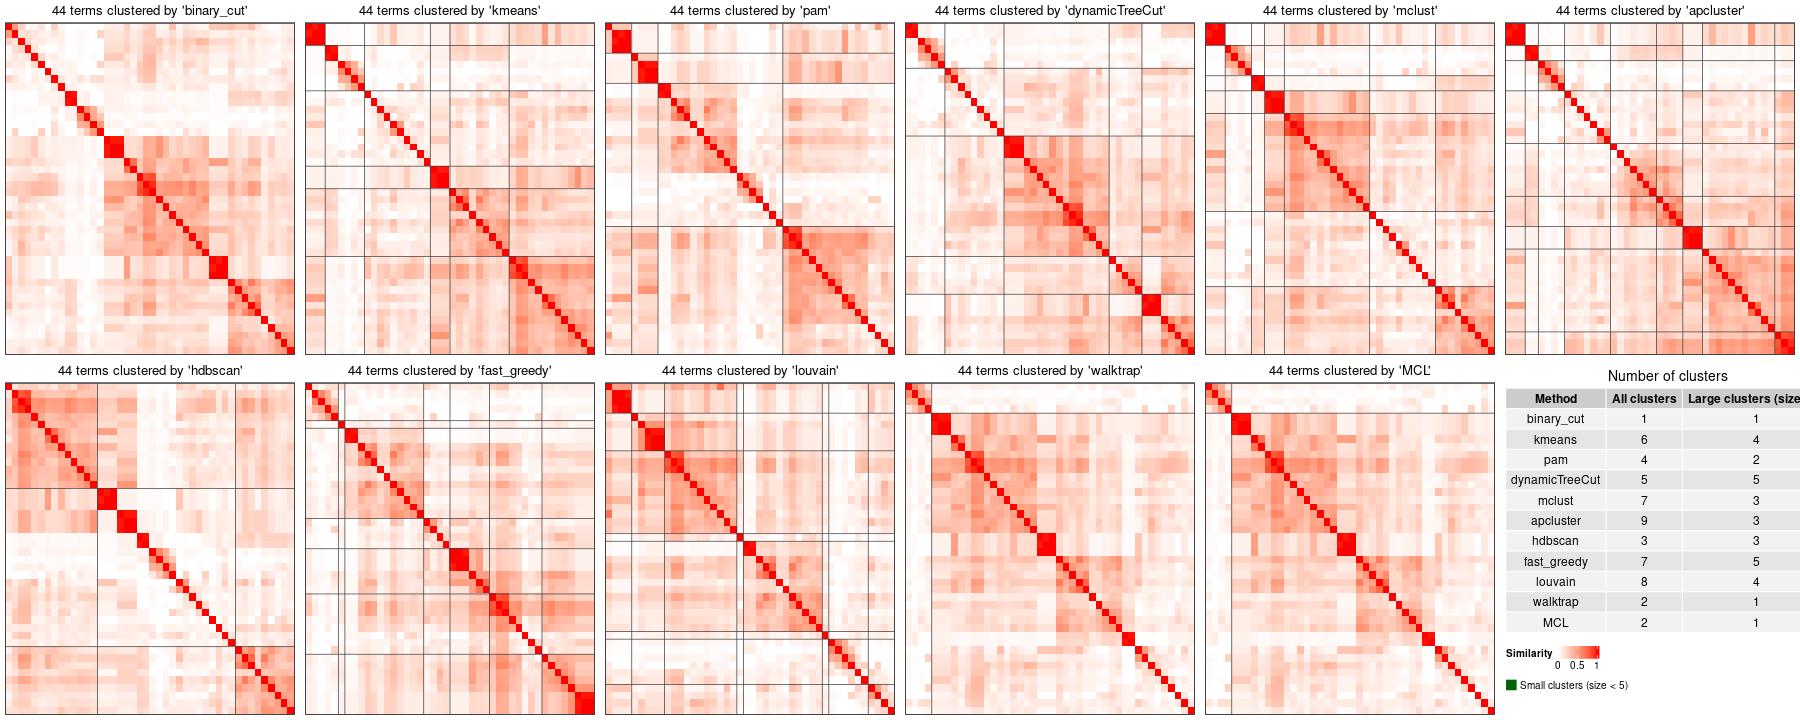 44 terms clustered by 'binary_cut'
44 terms clustered by 'kmeans'
44 terms clustered by 'pam'
44 terms clustered by 'dynamicTreeCut'
44 terms clustered by 'mclust'
44 terms clustered by 'apcluster'
44 terms clustered by 'hdbscan'
44 terms clustered by 'fast_greedy'
44 terms clustered by 'louvain'
44 terms clustered by 'walktrap'
44 terms clustered by 'MCL'
Number of clusters
Method All clusters Large clusters (size
binary_cut 1 1
kmeans 6 4
pam 4 2
dynamicTreeCut 5 5
mclust 7 3
apcluster 9 3
hdbscan 3 3
fast_greedy 7 5
louvain 8 4
walktrap 2 1
MCL 2 1
Similarity
0 0.5 1
Small clusters (size < 5)